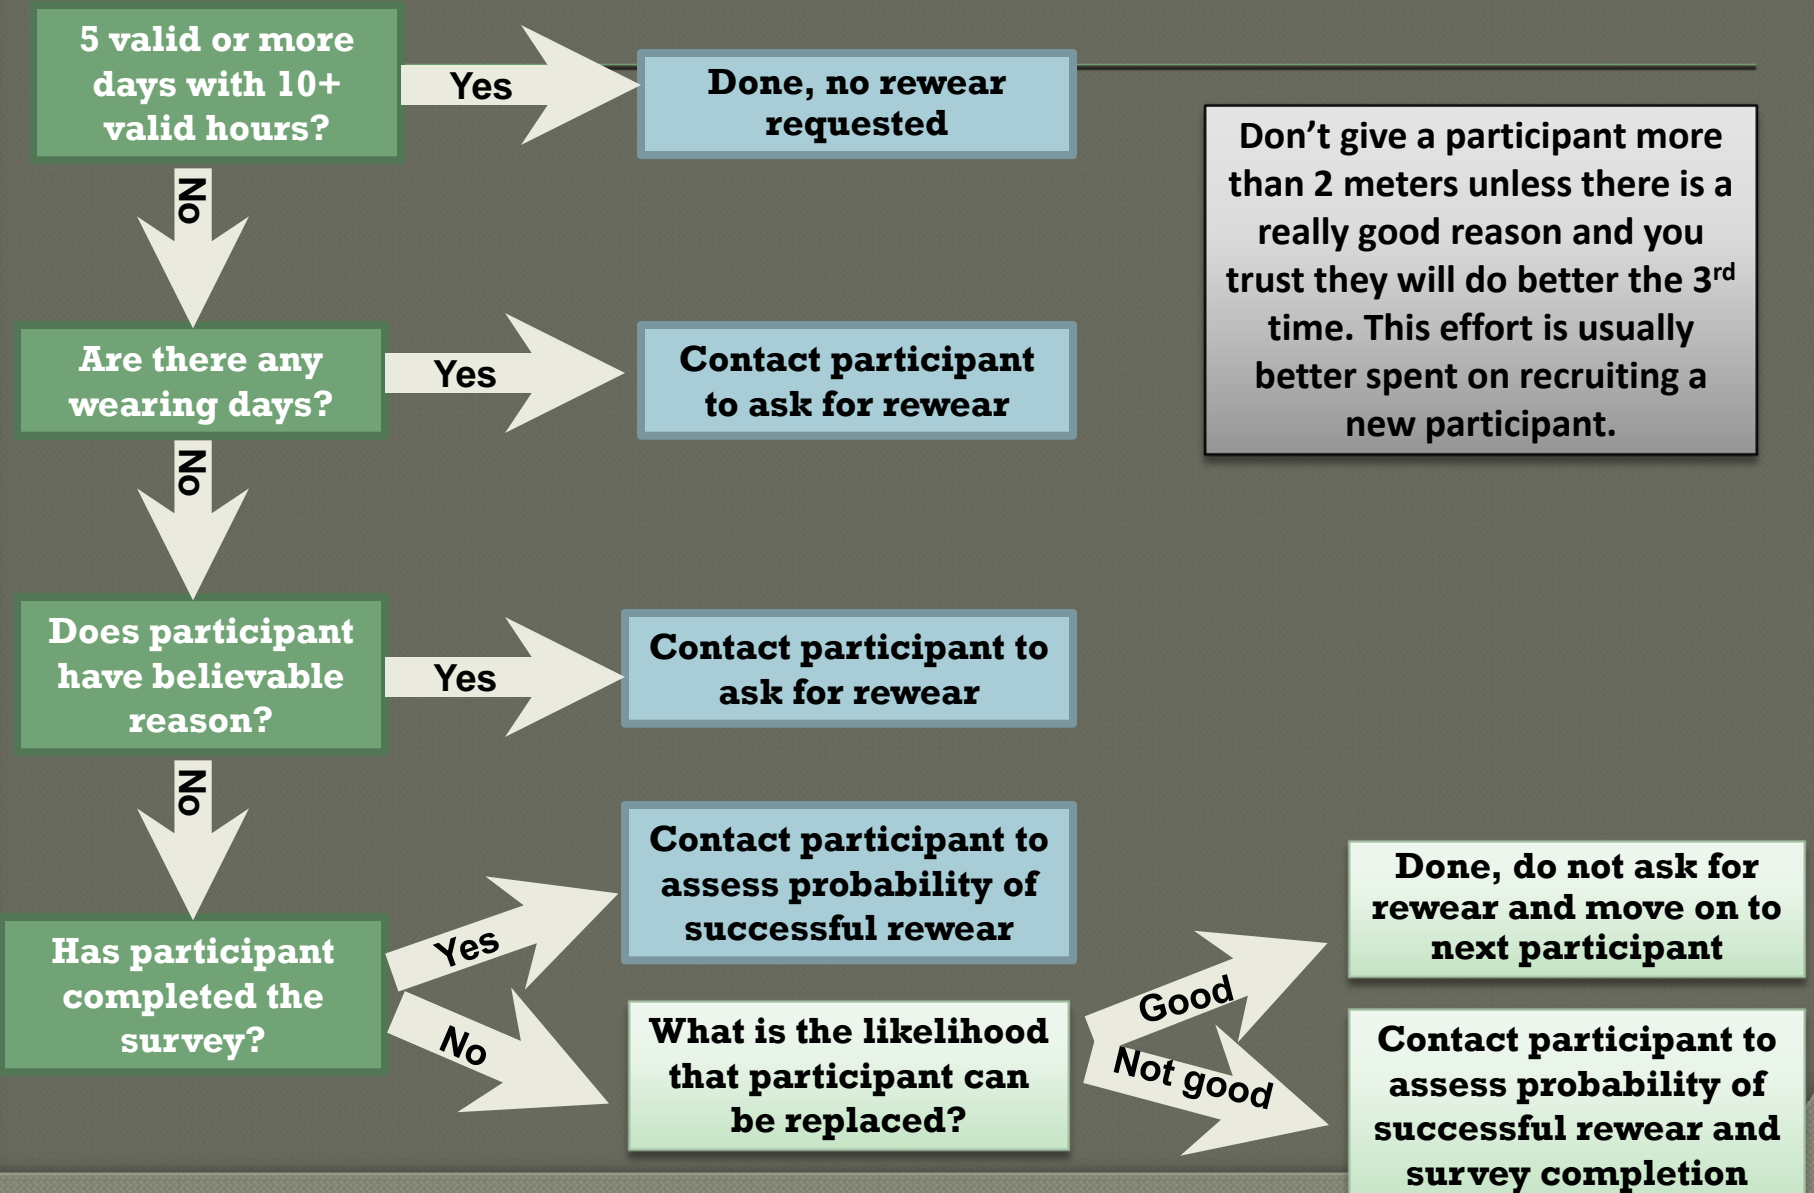 5 valid or more
days with 10+
valid hours?
Yes
Done, no rewear
requested
Don’t give a participant more
than 2 meters unless there is a
really good reason and you
trust they will do better the 3rd
time. This effort is usually
better spent on recruiting a
new participant.
No
Are there any
wearing days?
Yes
Contact participant
to ask for rewear
No
Does participant
have believable
reason?
Yes
Contact participant to
ask for rewear
No
Has participant
completed the
survey?
Yes
Contact participant to
assess probability of
successful rewear
No
What is the likelihood
that participant can
be replaced?
Good
Done, do not ask for
rewear and move on to
next participant
Not good
Contact participant to
assess probability of
successful rewear and
survey completion